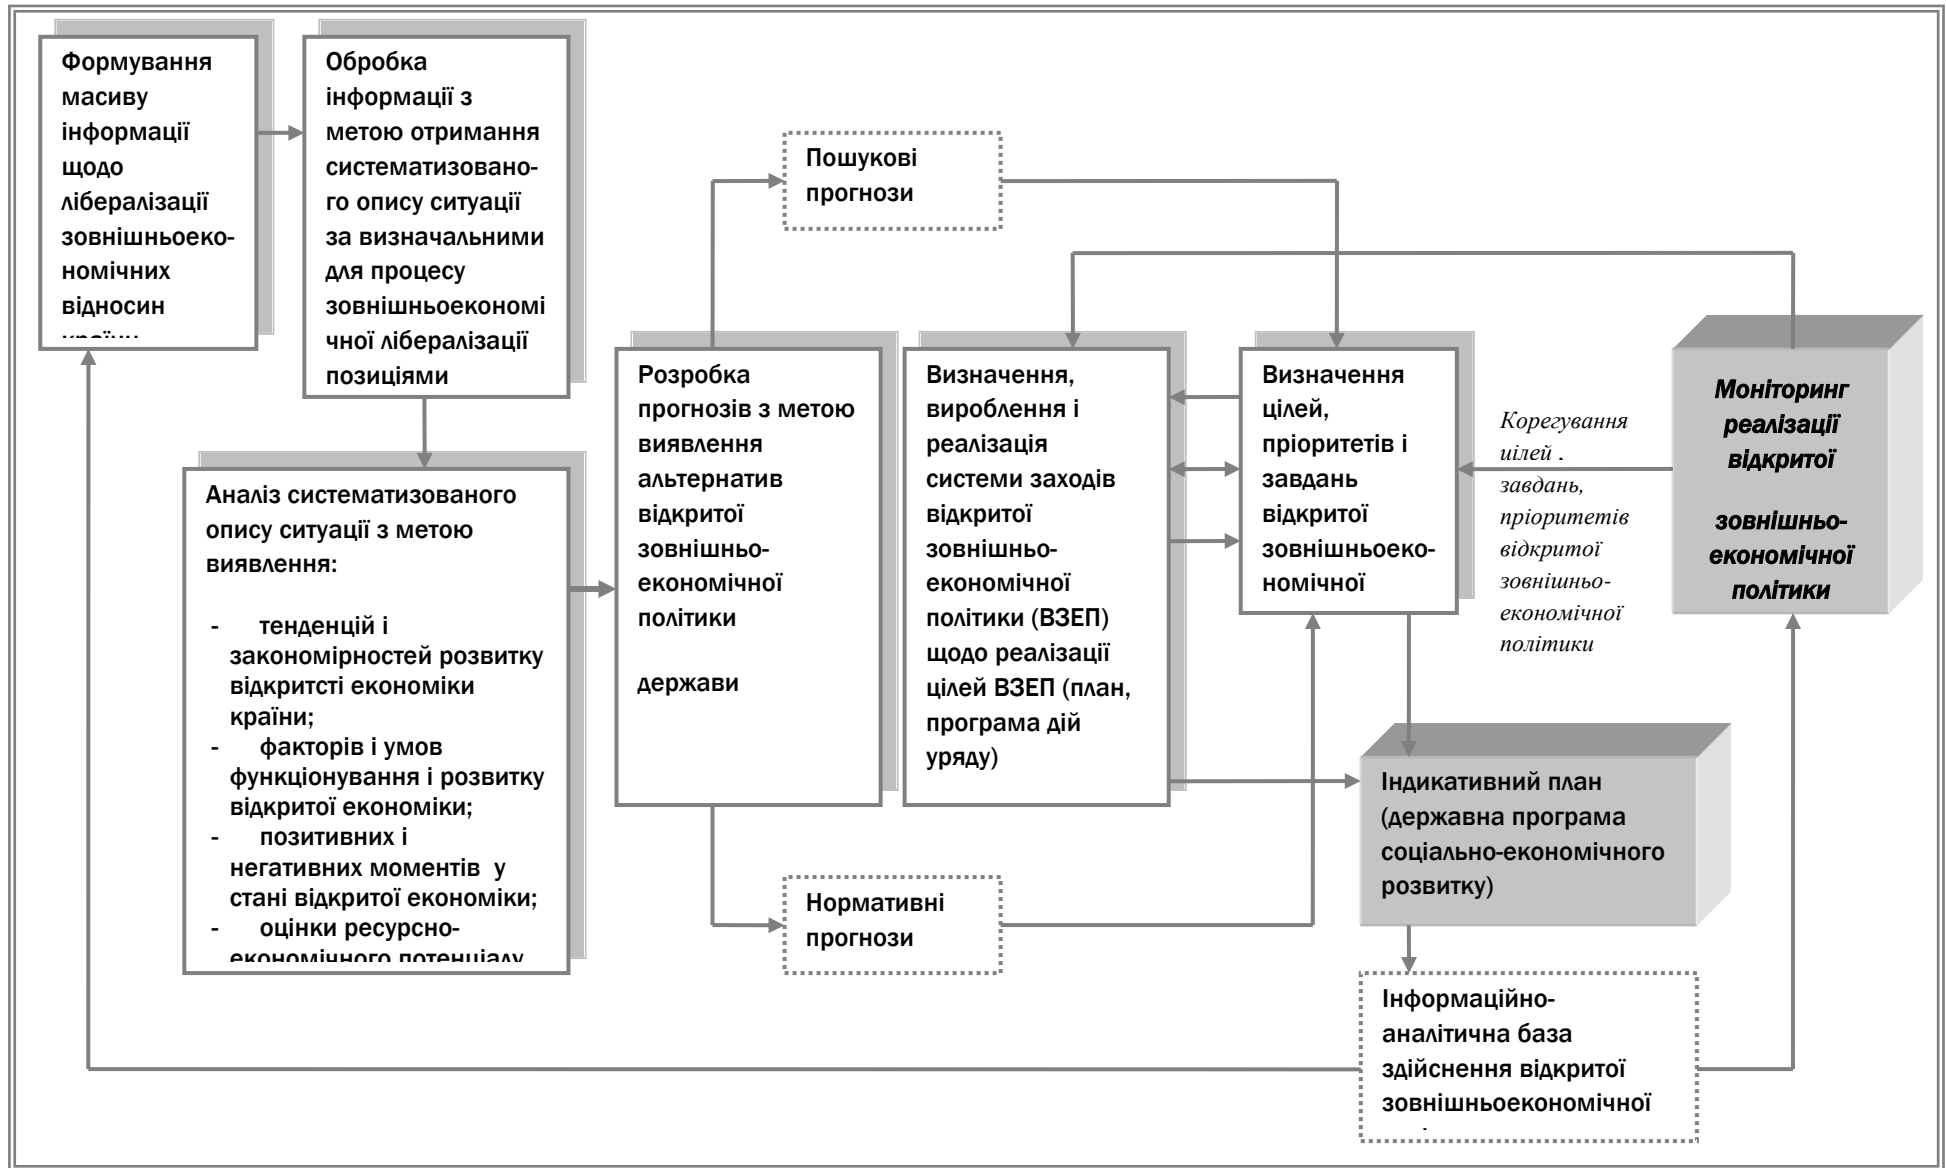 Формування
масиву
інформації
щодо
лібералізації
зовнішньоеко-
номічних
відносин
країни
Обробка
інформації з
метою отримання
систематизовано-
го опису ситуації
за визначальними
для процесу
зовнішньоекономі
чної лібералізації
позиціями
Аналіз систематизованого
опису ситуації з метою
виявлення:
- тенденцій і
закономірностей розвитку
відкритсті економіки
країни;
- факторів і умов
функціонування і розвитку
відкритої економіки;
- позитивних і
негативних моментів у
стані відкритої економіки;
- оцінки ресурсно-
економічного потенціалу
Розробка
прогнозів з метою
виявлення
альтернатив
відкритої
зовнішньо-
економічної
політики
держави
Пошукові
прогнози
Нормативні
прогнози
Визначення,
вироблення і
реалізація
системи заходів
відкритої
зовнішньо-
економічної
політики (ВЗЕП)
щодо реалізації
цілей ВЗЕП (план,
програма дій
уряду)
Визначення
цілей,
пріоритетів і
завдань
відкритої
зовнішньоеко-
номічної
Корегування
цілей .
завдань,
пріоритетів
відкритої
зовнішньо-
економічної
політики
Моніторинг
реалізації
відкритої
зовнішньо-
економічної
політики
Індикативний план
(державна програма
соціально-економічного
розвитку)
Інформаційно-
аналітична база
здійснення відкритої
зовнішньоекономічної